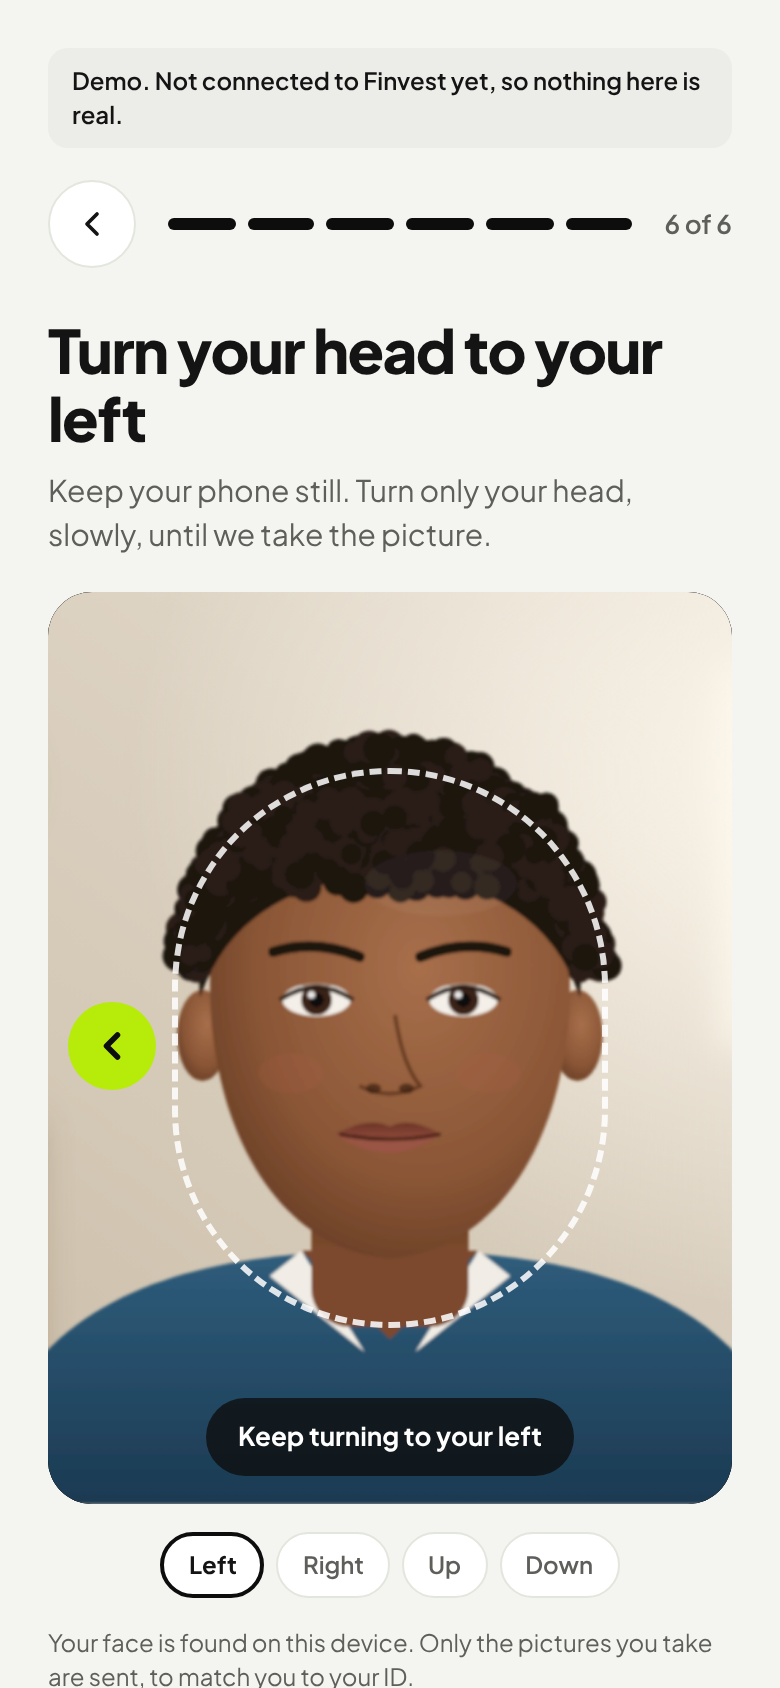 Demo. Not connected to Finvest yet, so nothing here is
real.
6 of 6
Turn your head to your
left
Keep your phone still. Turn only your head,
slowly, until we take the picture.
Keep turning to your left
Left
Right
Up
Down
Your face is found on this device. Only the pictures you take
are sent, to match you to your ID.